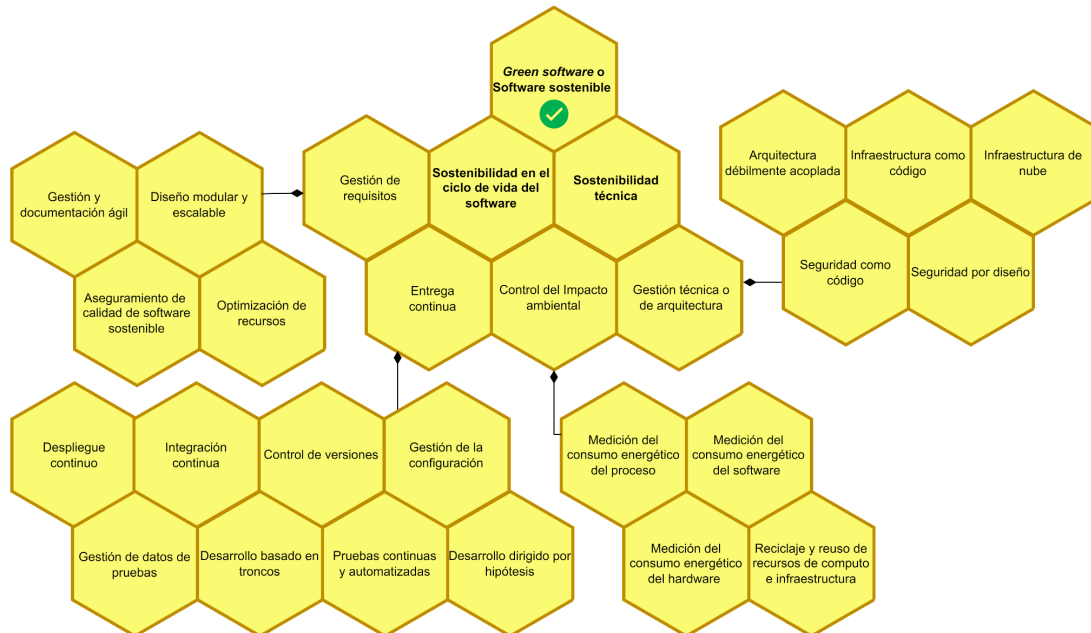 Green software o
Software sostenible
Gestión de
requisitos
Sostenibilidad en el
ciclo de vida del
software
Sostenibilidad
técnica
Entrega
continua
Control del Impacto
ambiental
Gestión técnica o
de arquitectura
Gestión y
documentación ágil
Diseño modular y
escalable
Aseguramiento de
calidad de software
sostenible
Optimización de
recursos
Arquitectura
débilmente acoplada
Infraestructura como
código
Infraestructura de
nube
Seguridad como
código
Seguridad por diseño
Despliegue
continuo
Integración
continua
Control de versiones
Gestión de la
configuración
Gestión de datos de
pruebas
Desarrollo basado en
troncos
Pruebas continuas
y automatizadas
Desarrollo dirigido por
hipótesis
Medición del
consumo energético
del proceso
Medición del
consumo energético
del software
Medición del
consumo energético
del hardware
Reciclaje y reuso de
recursos de computo
e infraestructura